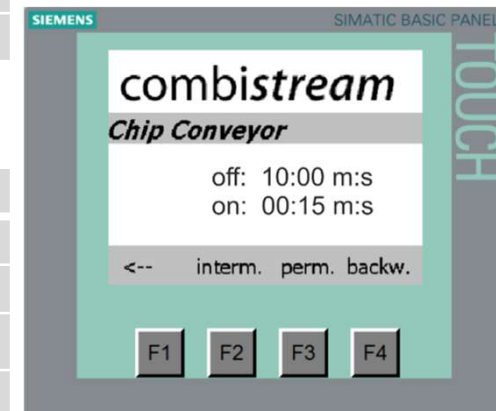 SIEMENS
SIMATIC BASIC PANEL
TOUCH
combistream
Chip Conveyor
off: 10:00 m:s
on: 00:15 m:s
<-- interm. perm. backw.
F1 F2 F3 F4